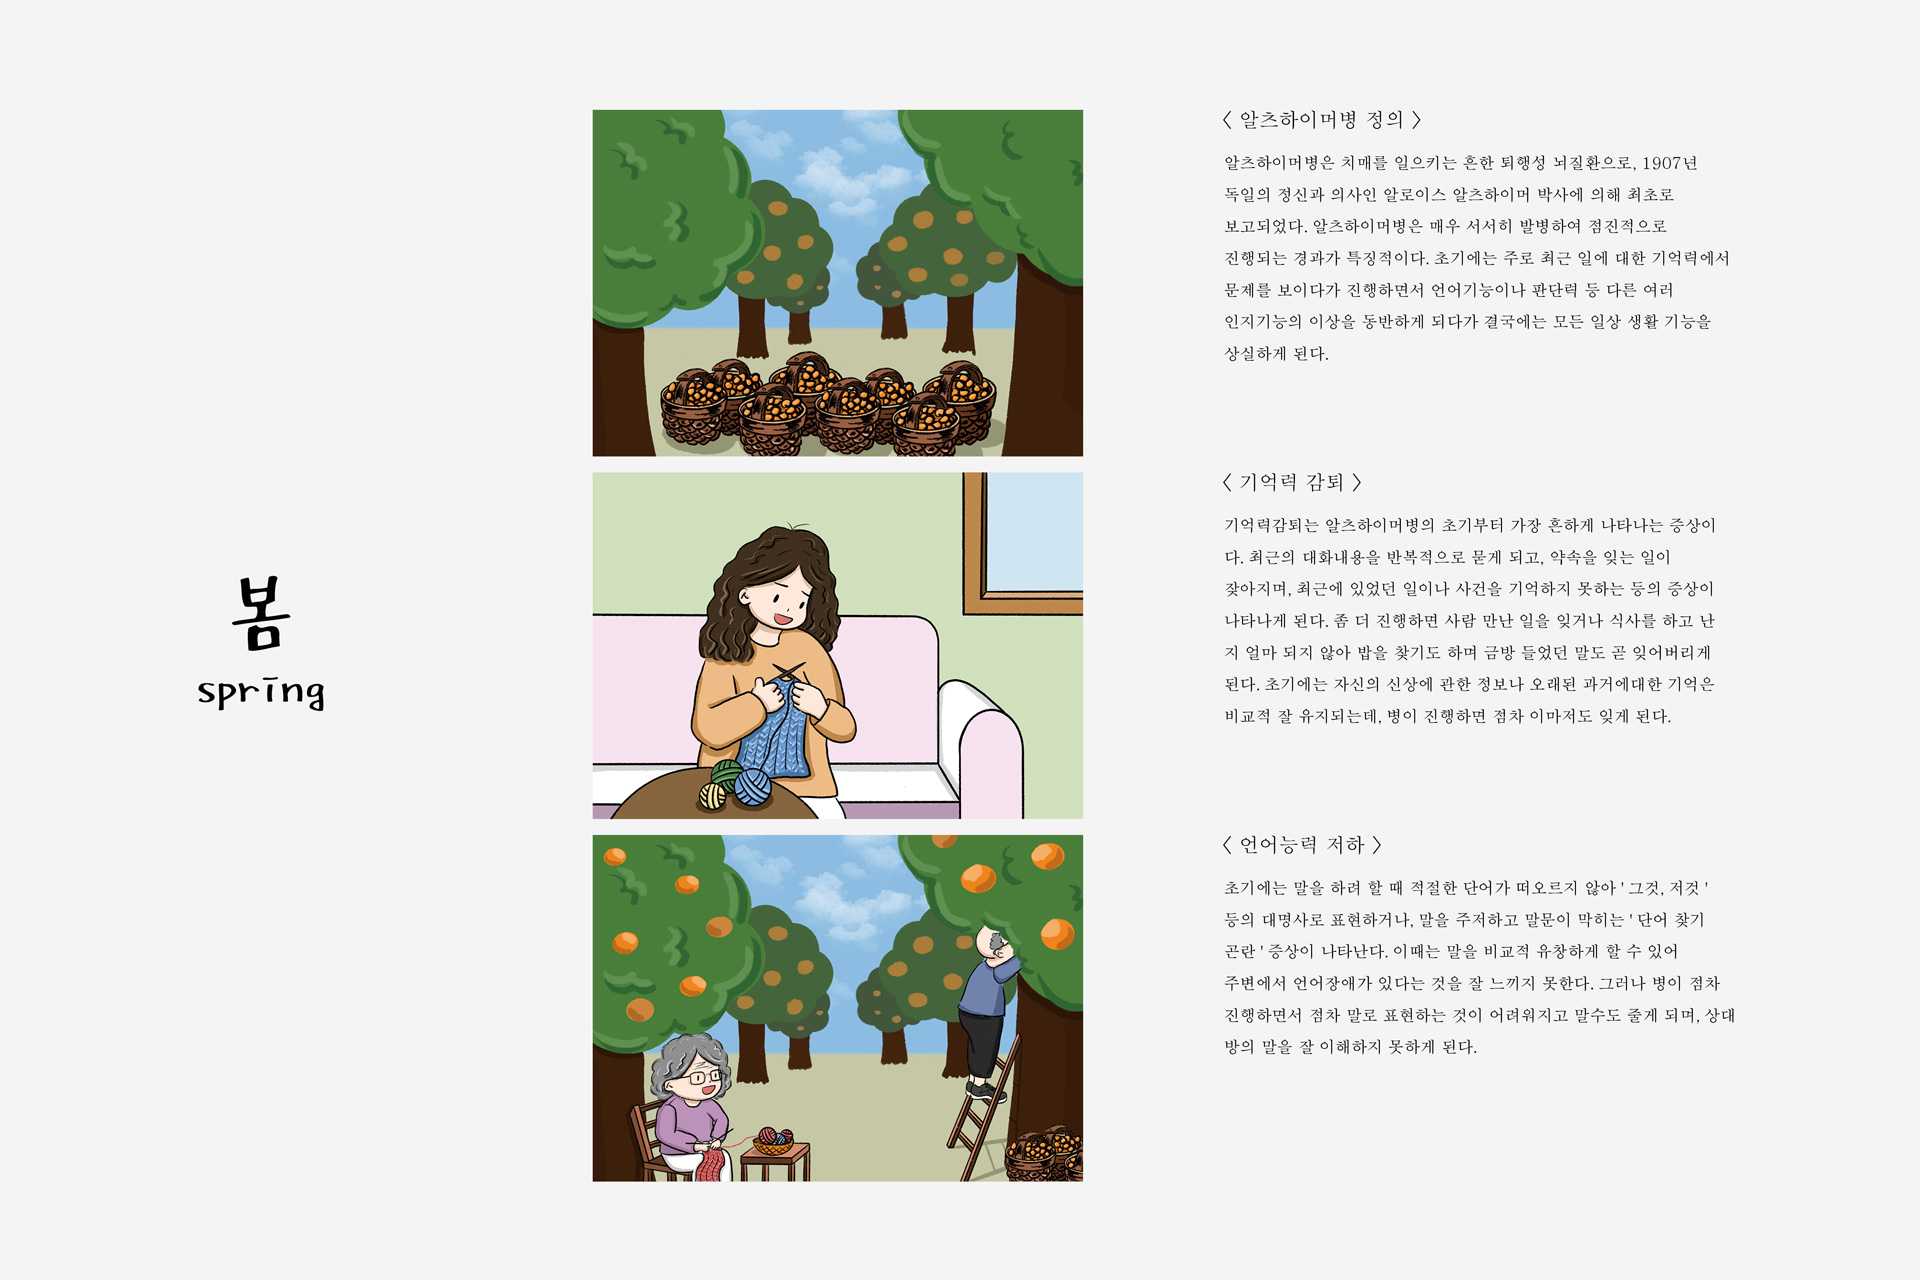 봄
spring
< 알츠하이머병 정의 >
알츠하이머병은 치매를 일으키는 흔한 퇴행성 뇌질환으로, 1907년
독일의 정신과 의사인 알로이스 알츠하이머 박사에 의해 최초로
보고되었다. 알츠하이머병은 매우 서서히 발병하여 점진적으로
진행되는 경과가 특징적이다. 초기에는 주로 최근 일에 대한 기억력에서
문제를 보이다가 진행하면서 언어기능이나 판단력 등 다른 여러
인지기능의 이상을 동반하게 되다가 결국에는 모든 일상 생활 기능을
상실하게 된다.
< 기억력 감퇴 >
기억력감퇴는 알츠하이머병의 초기부터 가장 흔하게 나타나는 증상이
다. 최근의 대화내용을 반복적으로 묻게 되고, 약속을 잊는 일이
잦아지며, 최근에 있었던 일이나 사건을 기억하지 못하는 등의 증상이
나타나게 된다. 좀 더 진행하면 사람 만난 일을 잊거나 식사를 하고 난
지 얼마 되지 않아 밥을 찾기도 하며 금방 들었던 말도 곧 잊어버리게
된다. 초기에는 자신의 신상에 관한 정보나 오래된 과거에대한 기억은
비교적 잘 유지되는데, 병이 진행하면 점차 이마저도 잊게 된다.
< 언어능력 저하 >
초기에는 말을 하려 할 때 적절한 단어가 떠오르지 않아 ' 그것, 저것 '
등의 대명사로 표현하거나, 말을 주저하고 말문이 막히는 ' 단어 찾기
곤란 ' 증상이 나타난다. 이때는 말을 비교적 유창하게 할 수 있어
주변에서 언어장애가 있다는 것을 잘 느끼지 못한다. 그러나 병이 점차
진행하면서 점차 말로 표현하는 것이 어려워지고 말수도 줄게 되며, 상대
방의 말을 잘 이해하지 못하게 된다.